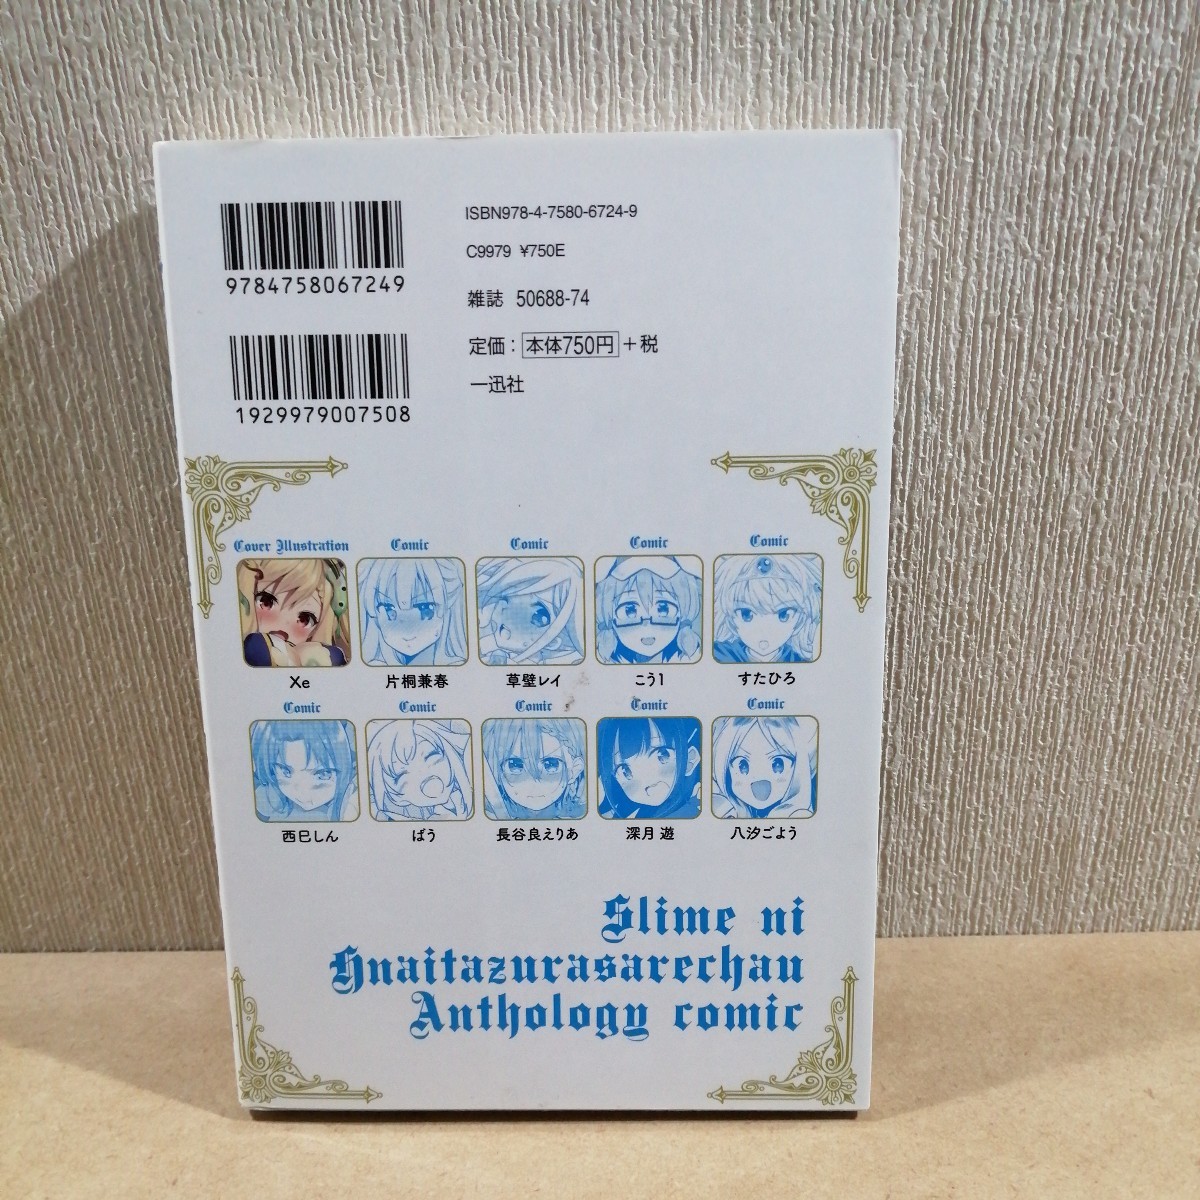 ISBN978-4-7580-6724-9
9784758067249
C9979 ¥750E
雑誌 50688-74
1929979007508
定価：本体750円＋税
一迅社
Cover Illustration Comic Comic Comic Comic
Xe 片桐兼春 草壁レイ こう1 すたひろ
Comic Comic Comic Comic Comic
西巳しん ばう 長谷良えりあ 深月 遊 八汐ごよう
Slime ni
Hnaitazurasarechau
Anthology comic